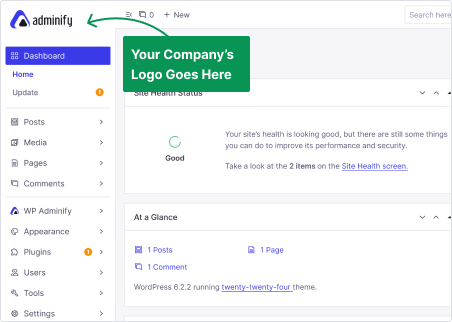 adminify
0
+ New
Search here
Dashboard
Home
Update
1
Posts
Media
Pages
Comments
WP Adminify
Appearance
Plugins
1
Users
Tools
Settings
Your Company's
Logo Goes Here
Site Health Status
Good
Your site's health is looking good, but there are still some things
you can do to improve its performance and security.
Take a look at the 2 items on the Site Health screen.
At a Glance
1 Posts
1 Page
1 Comment
WordPress 6.2.2 running twenty-twenty-four theme.